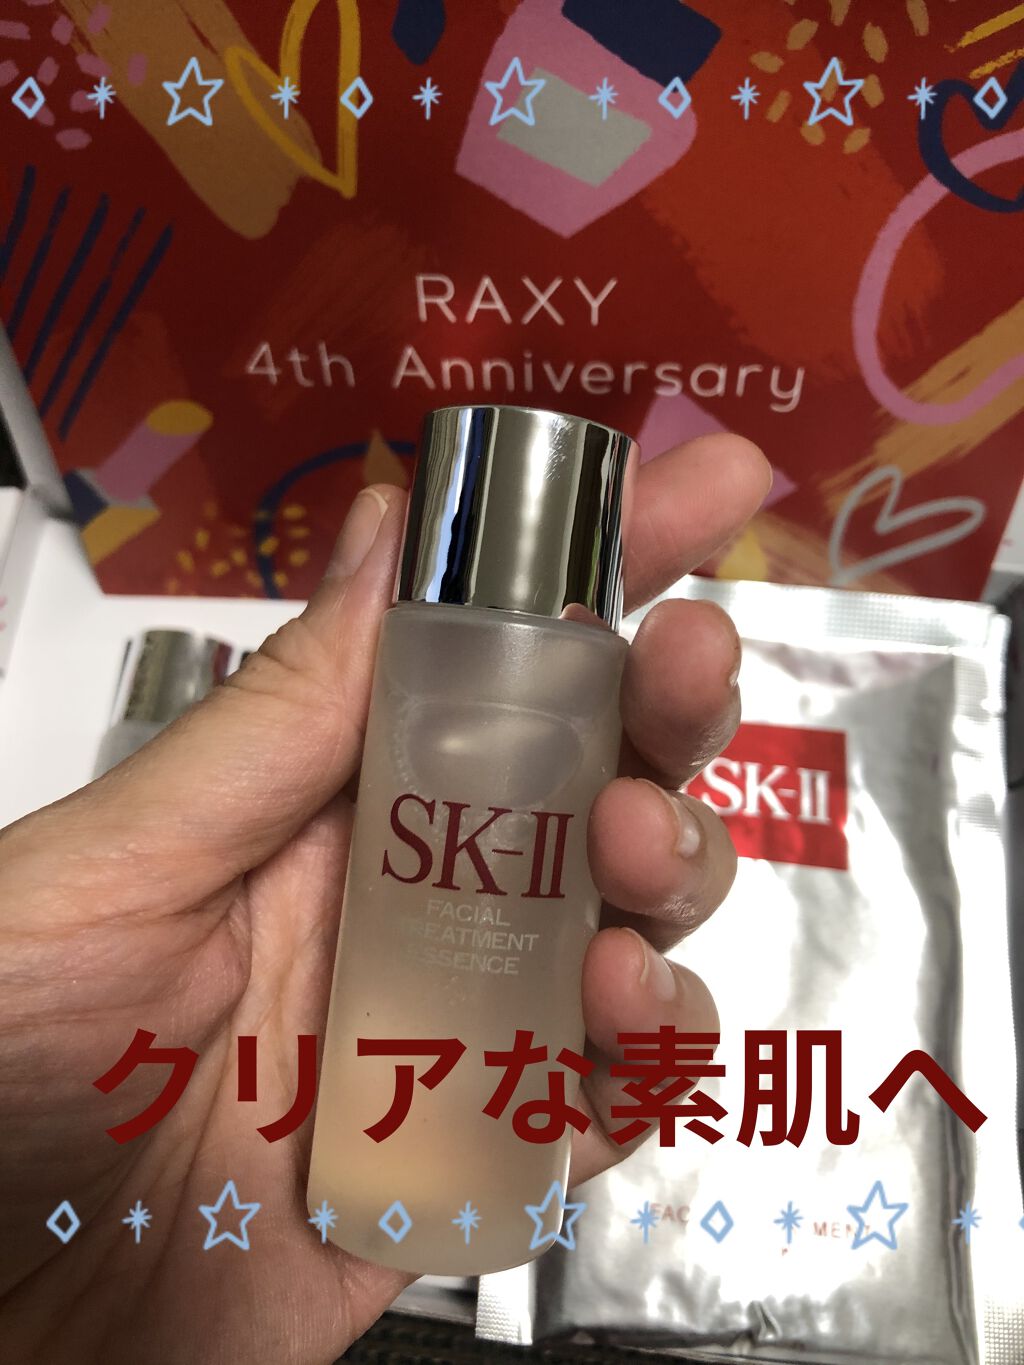 RAXY
4th Anniversary
SK-II
FACIAL
TREATMENT
ESSENCE
SK-II
クリアな素肌へ